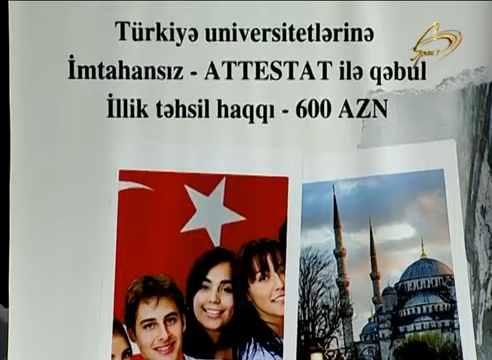 Türkiyə universitetlərinə
İmtahansız - ATTESTAT ilə qəbul
İllik təhsil haqqı - 600 AZN